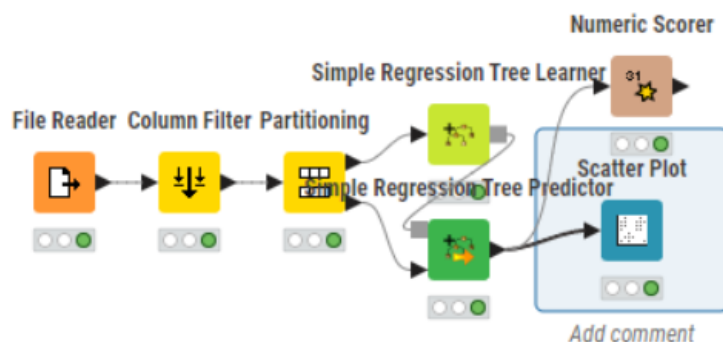 Numeric Scorer
Simple Regression Tree Learner
File Reader
Column Filter
Partitioning
Scatter Plot
Simple Regression Tree Predictor
Add comment